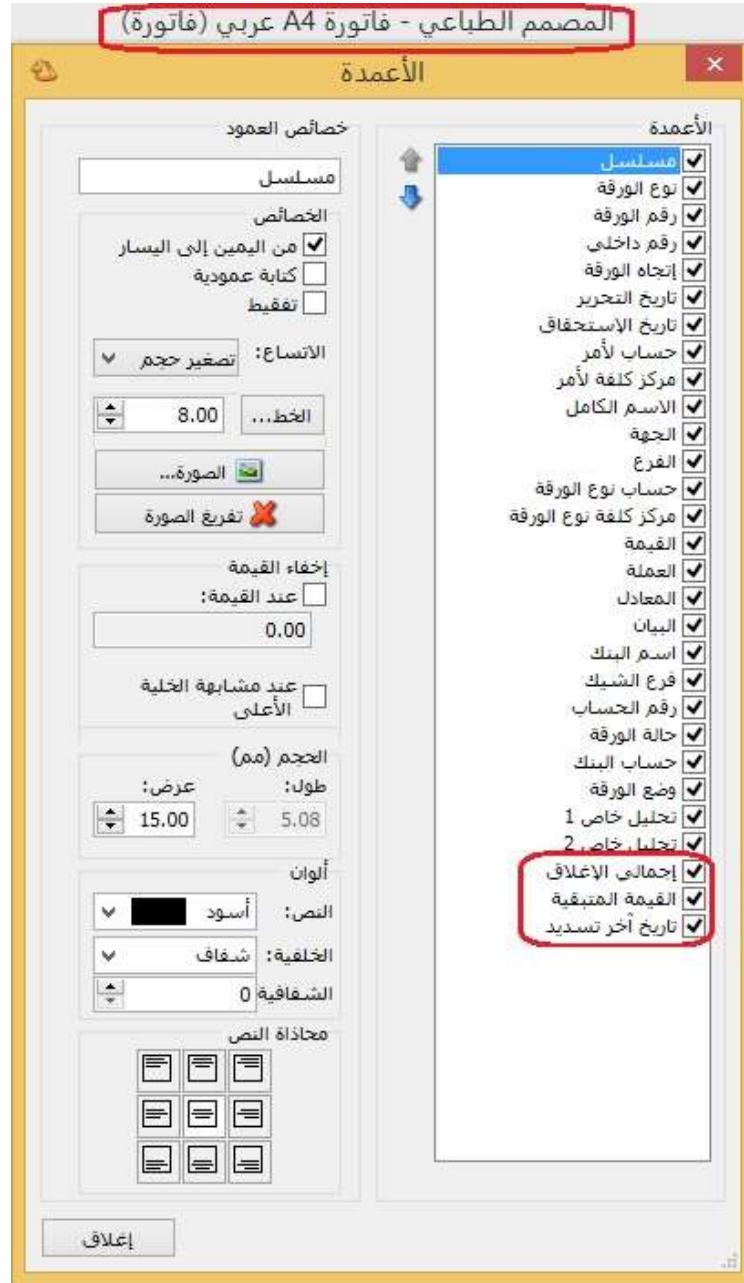 المصمم الطباعي - فاتورة A4 عربي (فاتورة)
الأعمدة
الأعمدة
مسلسل
نوع الورقة
رقم الورقة
رقم داخلي
إتجاه الورقة
تاريخ التحرير
تاريخ الإستحقاق
حساب لأمر
مركز كلفة لأمر
الاسم الكامل
الجهة
الفرع
حساب نوع الورقة
مركز كلفة نوع الورقة
القيمة
العملة
المعادل
البيان
اسم البنك
فرع الشيك
رقم الحساب
حالة الورقة
حساب البنك
وضع الورقة
تحليل خاص 1
تحليل خاص 2
إجمالي الإغلاق
القيمة المتبقية
تاريخ آخر تسديد
خصائص العمود
مسلسل
الخصائص
من اليمين إلى اليسار
كتابة عمودية
تفقيط
الاتساع: تصغير حجم
الخط... 8.00
الصورة...
تفريغ الصورة
إخفاء القيمة
عند القيمة:
0.00
عند مشابهة الخلية
الأعلى
الحجم (مم)
طول: عرض:
5.08 15.00
ألوان
النص: أسود
الخلفية: شفاف
الشفافية 0
محاذاة النص
إغلاق